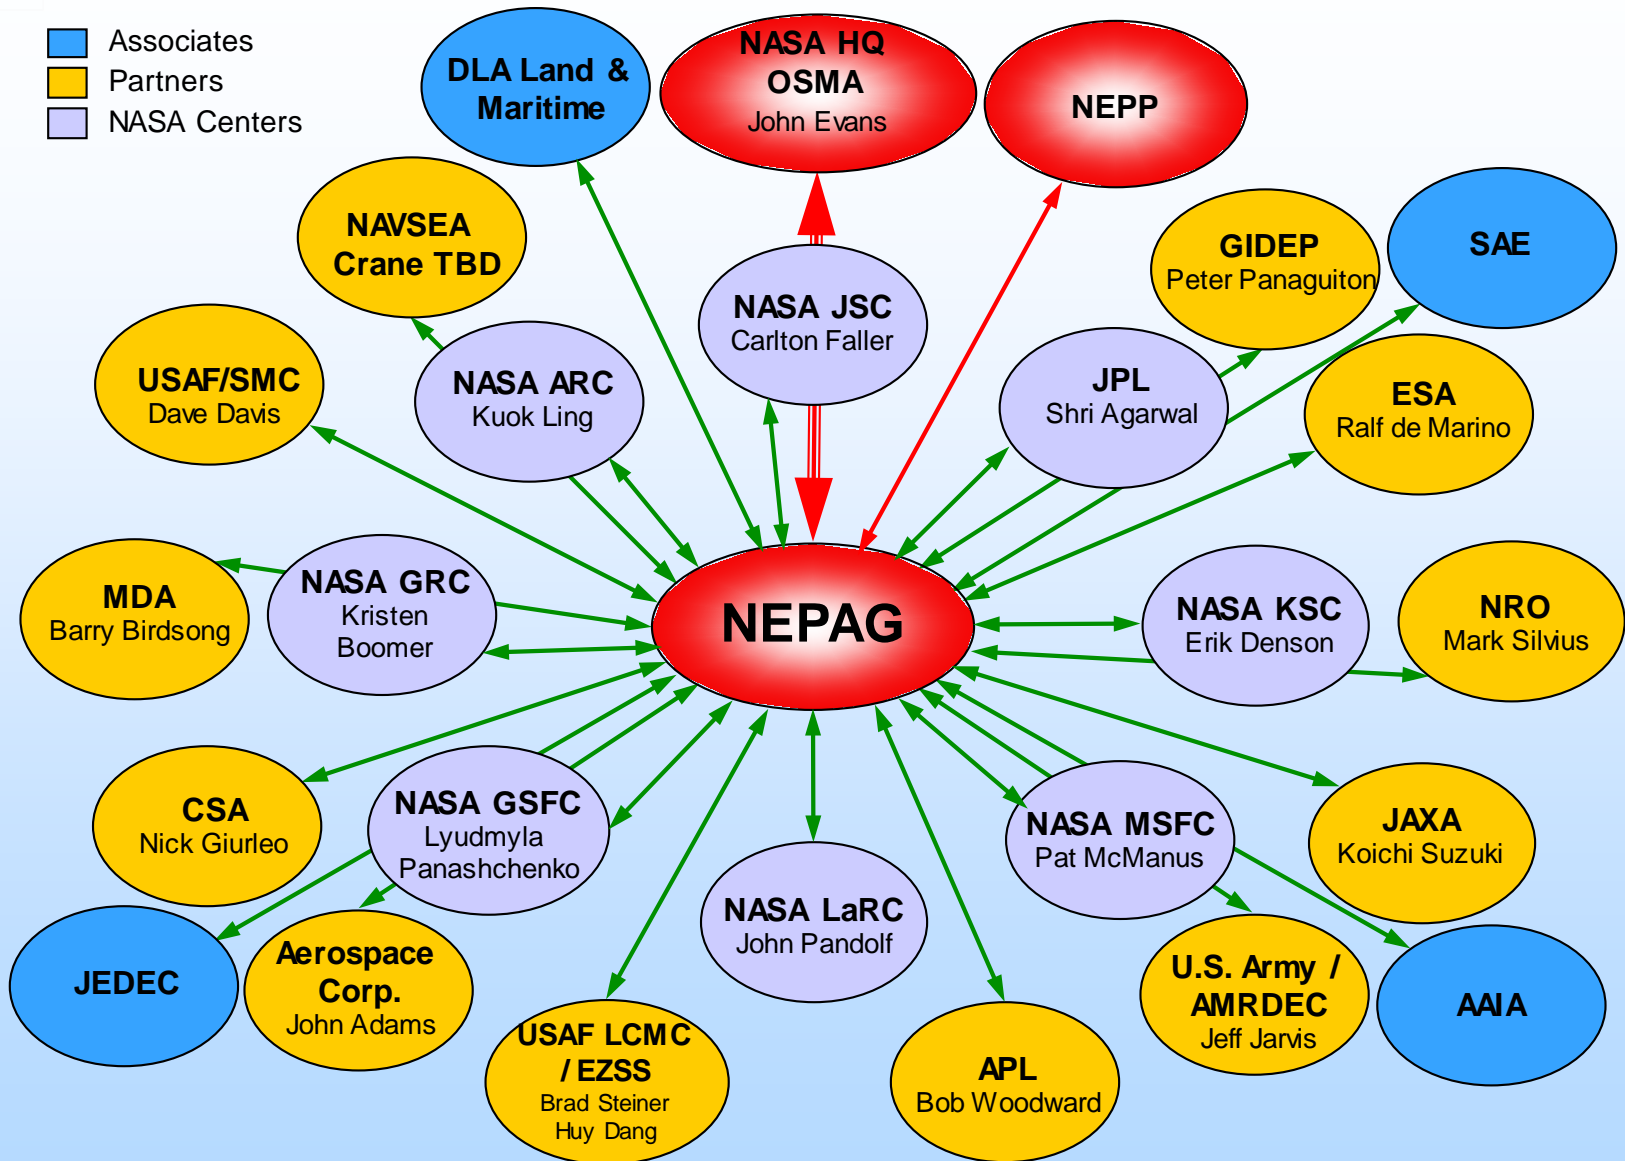 Associates
Partners
NASA Centers
DLA Land &
Maritime
NASA HQ
OSMA
John Evans
NEPP
NAVSEA
Crane TBD
NASA JSC
Carlton Faller
GIDEP
Peter Panaguiton
SAE
USAF/SMC
Dave Davis
NASA ARC
Kuok Ling
JPL
Shri Agarwal
ESA
Ralf de Marino
MDA
Barry Birdsong
NASA GRC
Kristen
Boomer
NEPAG
NASA KSC
Erik Denson
NRO
Mark Silvius
CSA
Nick Giurleo
NASA GSFC
Lyudmyla
Panashchenko
NASA MSFC
Pat McManus
JAXA
Koichi Suzuki
JEDEC
Aerospace
Corp.
John Adams
NASA LaRC
John Pandolf
U.S. Army /
AMRDEC
Jeff Jarvis
AAIA
USAF LCMC
/ EZSS
Brad Steiner
Huy Dang
APL
Bob Woodward